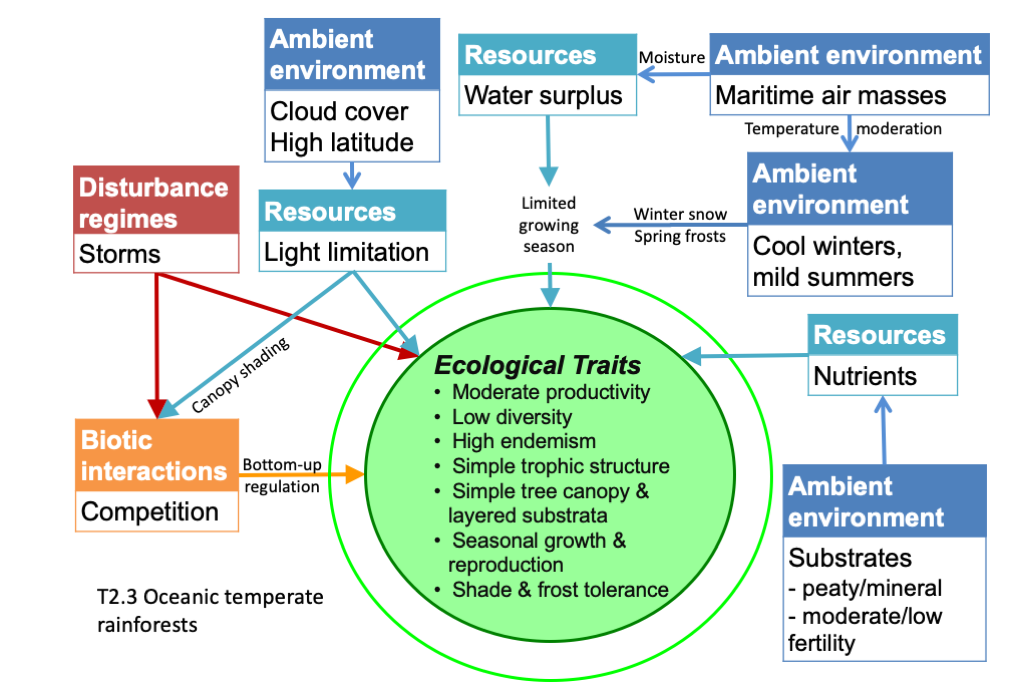 Ambient
environment
Cloud cover
High latitude
Resources
Water surplus
Moisture
Ambient environment
Maritime air masses
Temperature moderation
Ambient
environment
Cool winters,
mild summers
Disturbance
regimes
Storms
Resources
Light limitation
Limited
growing
season
Winter snow
Spring frosts
Canopy shading
Resources
Nutrients
Ecological Traits
• Moderate productivity
• Low diversity
• High endemism
• Simple trophic structure
• Simple tree canopy &
layered substrata
• Seasonal growth &
reproduction
• Shade & frost tolerance
Biotic
interactions
Competition
Bottom-up
regulation
Ambient
environment
Substrates
- peaty/mineral
- moderate/low
fertility
T2.3 Oceanic temperate
rainforests